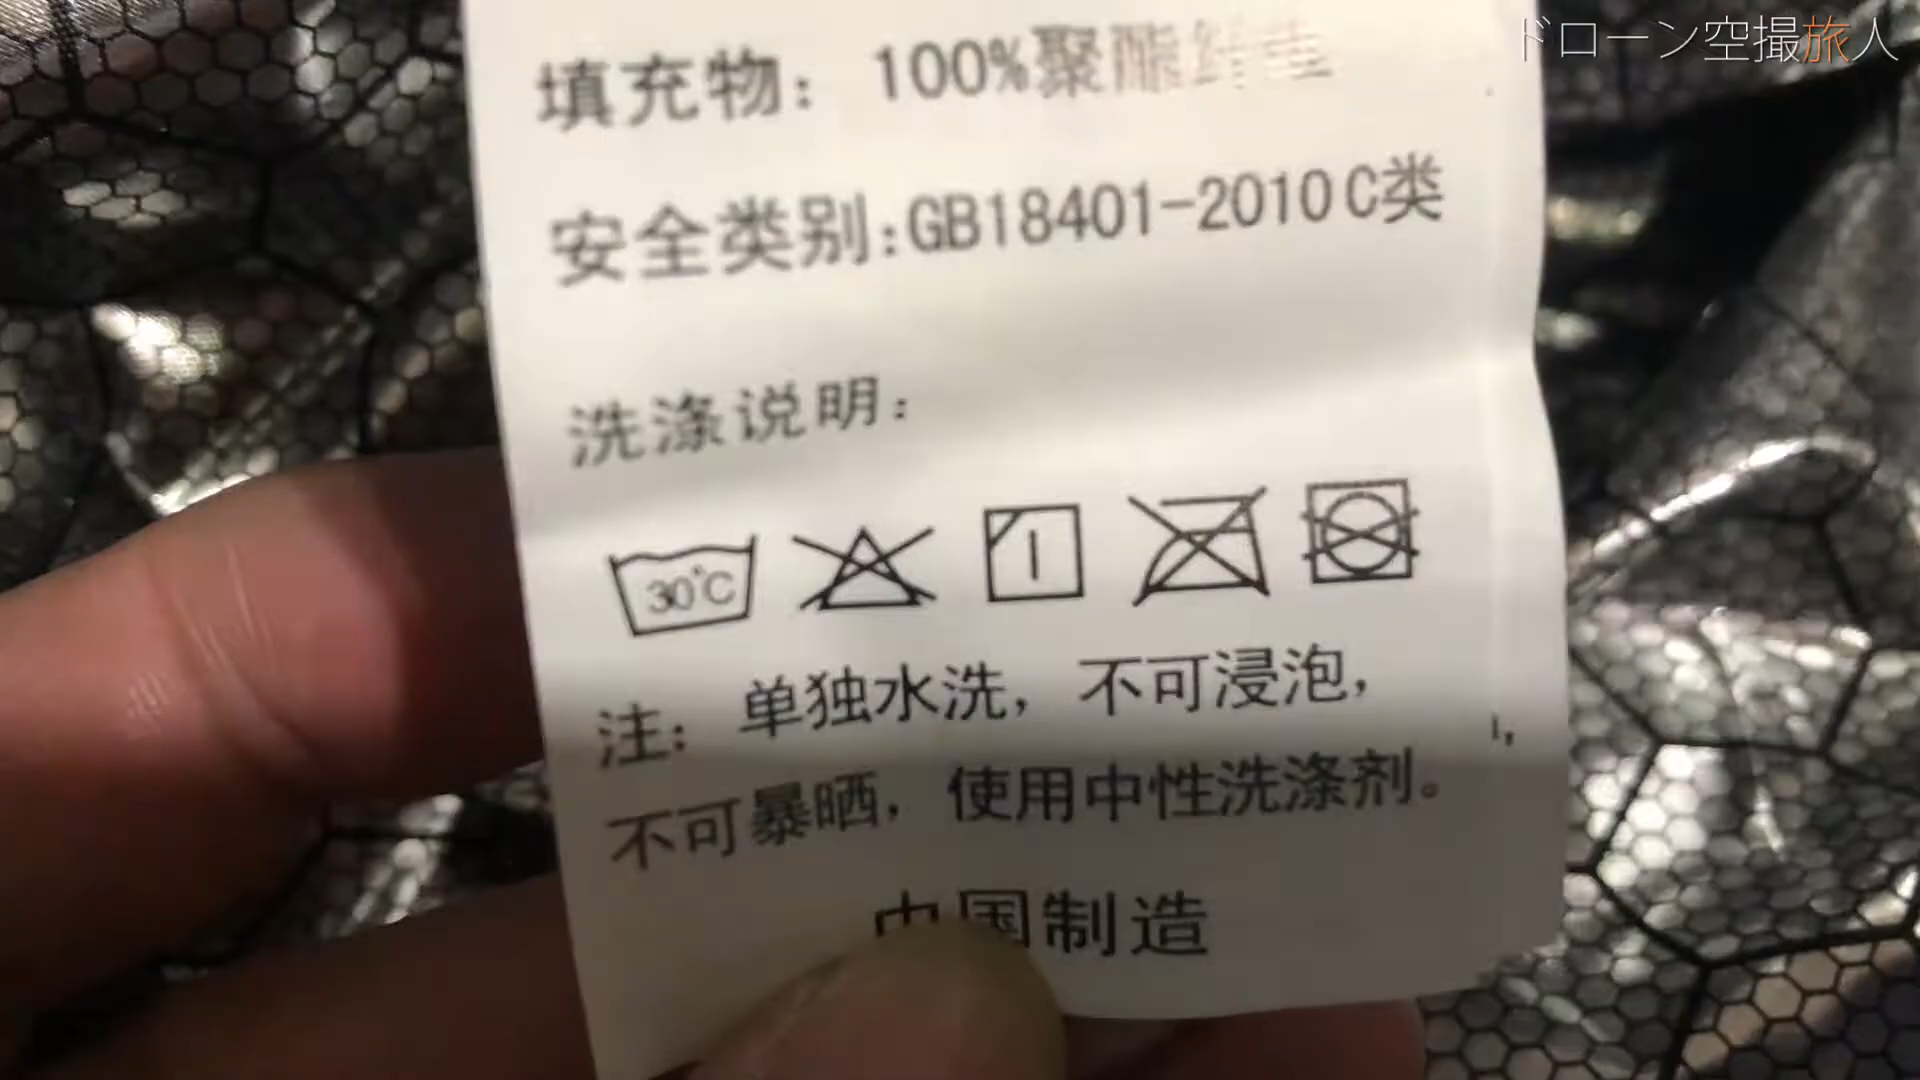 ドローン空撮旅人
填充物：100%聚酯纤
安全类别:GB18401-2010 C类
洗涤说明：
30℃
注：单独水洗，不可浸泡，
不可暴晒，使用中性洗涤剂。
中国制造